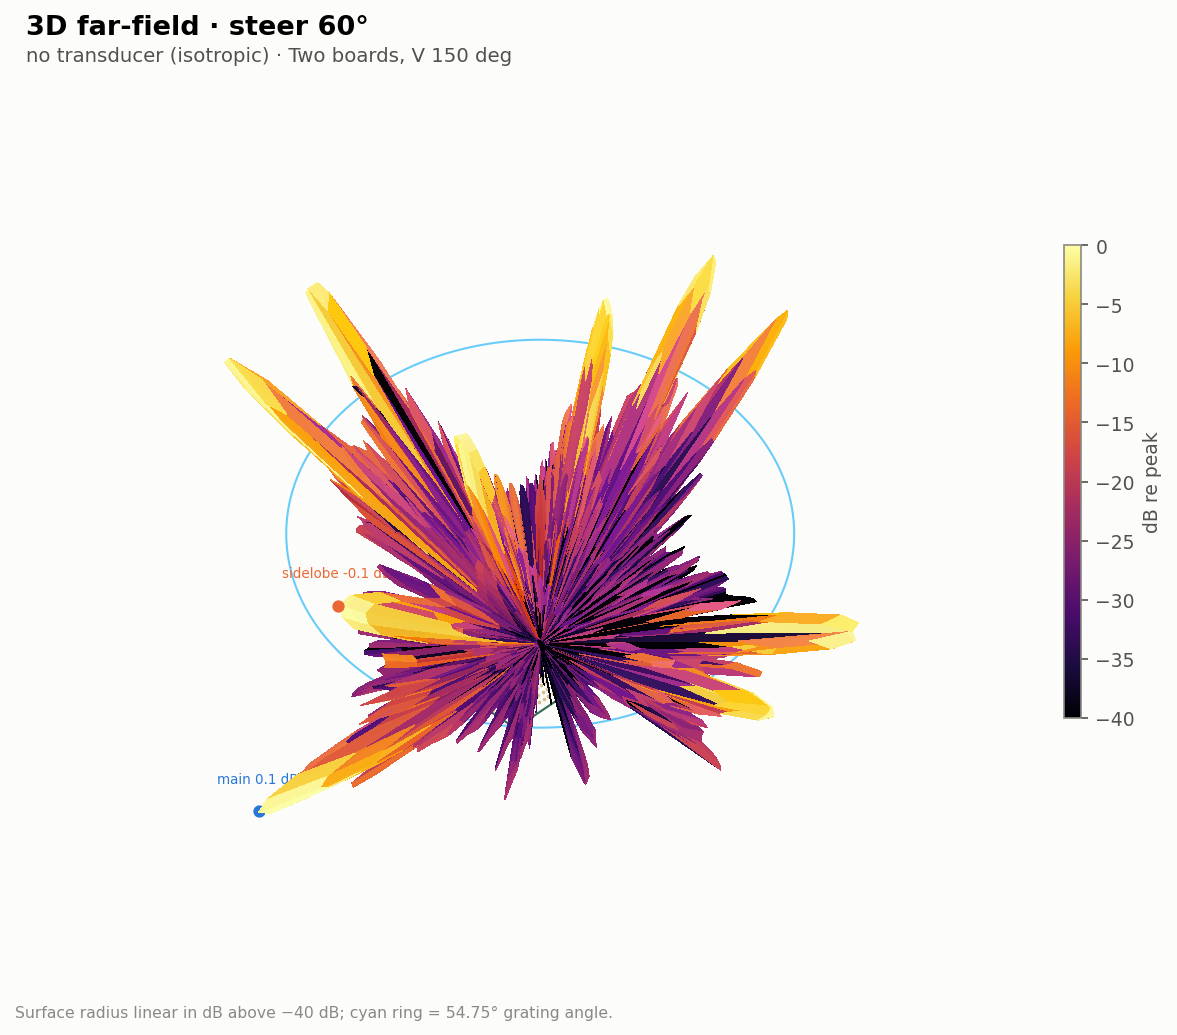 3D far-field · steer 60°
no transducer (isotropic) · Two boards, V 150 deg
0
−5
−10
−15
−20
−25
−30
−35
−40
dB re peak
sidelobe -0.1
main 0.1
Surface radius linear in dB above −40 dB; cyan ring = 54.75° grating angle.